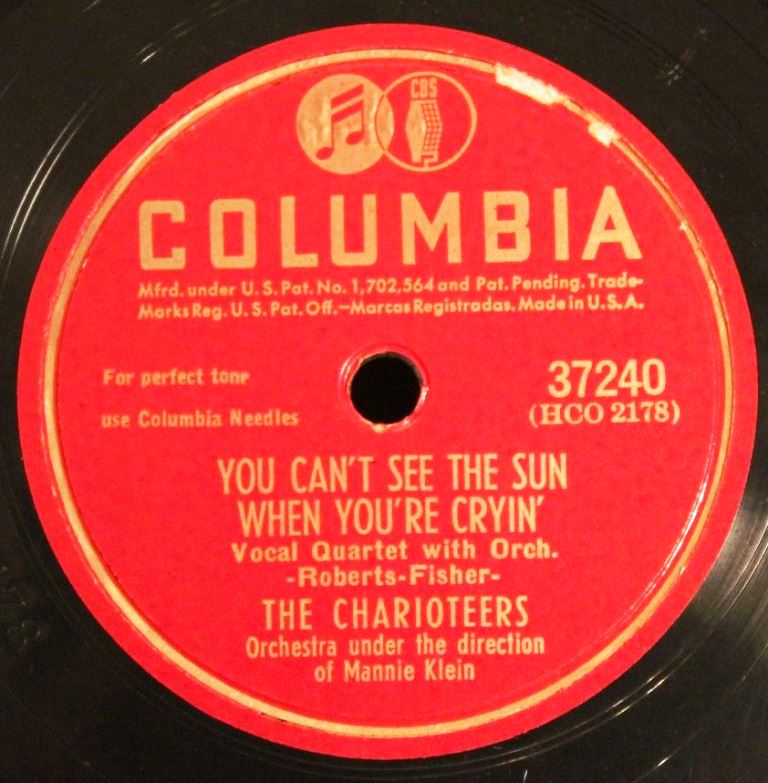 CBS
COLUMBIA
Mfrd. under U.S. Pat. No. 1,702,564 and Pat. Pending. Trade-
Marks Reg. U.S. Pat. Off.—Marcas Registradas. Made in U.S.A.
For perfect tone
use Columbia Needles
37240
(HCO 2178)
YOU CAN'T SEE THE SUN
WHEN YOU'RE CRYIN'
Vocal Quartet with Orch.
-Roberts-Fisher-
THE CHARIOTEERS
Orchestra under the direction
of Mannie Klein